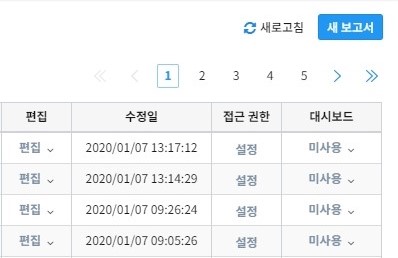 새로고침 새 보고서
1 2 3 4 5
편집 수정일 접근 권한 대시보드
편집 2020/01/07 13:17:12 설정 미사용
편집 2020/01/07 13:14:29 설정 미사용
편집 2020/01/07 09:26:24 설정 미사용
편집 2020/01/07 09:05:26 설정 미사용